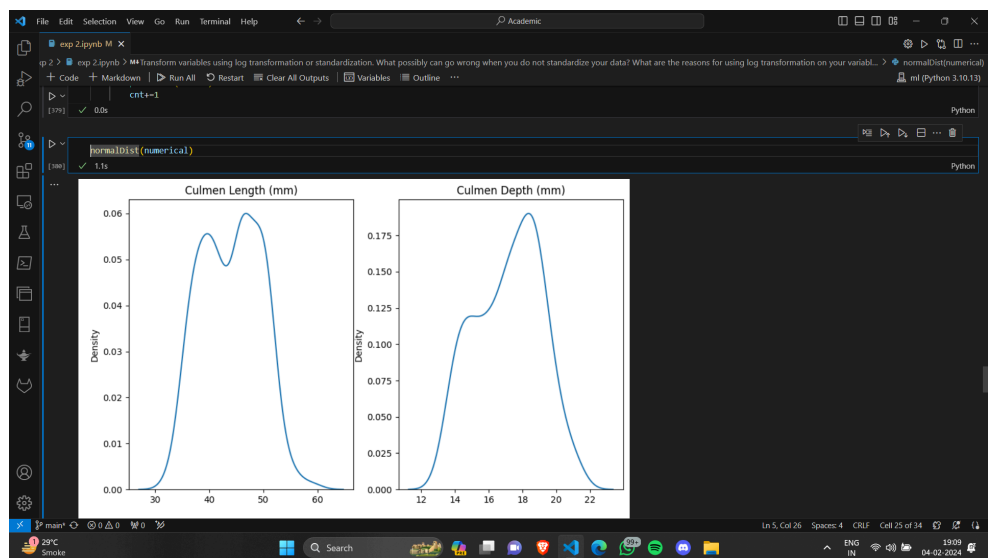 File Edit Selection View Go Run Terminal Help
Academic
exp 2.ipynb M
xp 2 > exp 2.ipynb > M↓Transform variables using log transformation or standardization. What possibly can go wrong when you do not standardize your data? What are the reasons for using log transformation on your variabl... > normalDist(numerical)
+ Code + Markdown Run All Restart Clear All Outputs Variables Outline ...
ml (Python 3.10.13)
cnt+=1
[379] 0.0s
Python
normalDist(numerical)
[380] 1.1s
Python
Culmen Length (mm)
Culmen Depth (mm)
0.06
0.05
0.04
0.03
0.02
0.01
0.00
Density
30 40 50 60
0.175
0.150
0.125
0.100
0.075
0.050
0.025
0.000
Density
12 14 16 18 20 22
11
1
main* 0 0 0
Ln 5, Col 26 Spaces: 4 CRLF Cell 25 of 34
1
29°C
Smoke
Search
99+
ENG
IN
19:09
04-02-2024